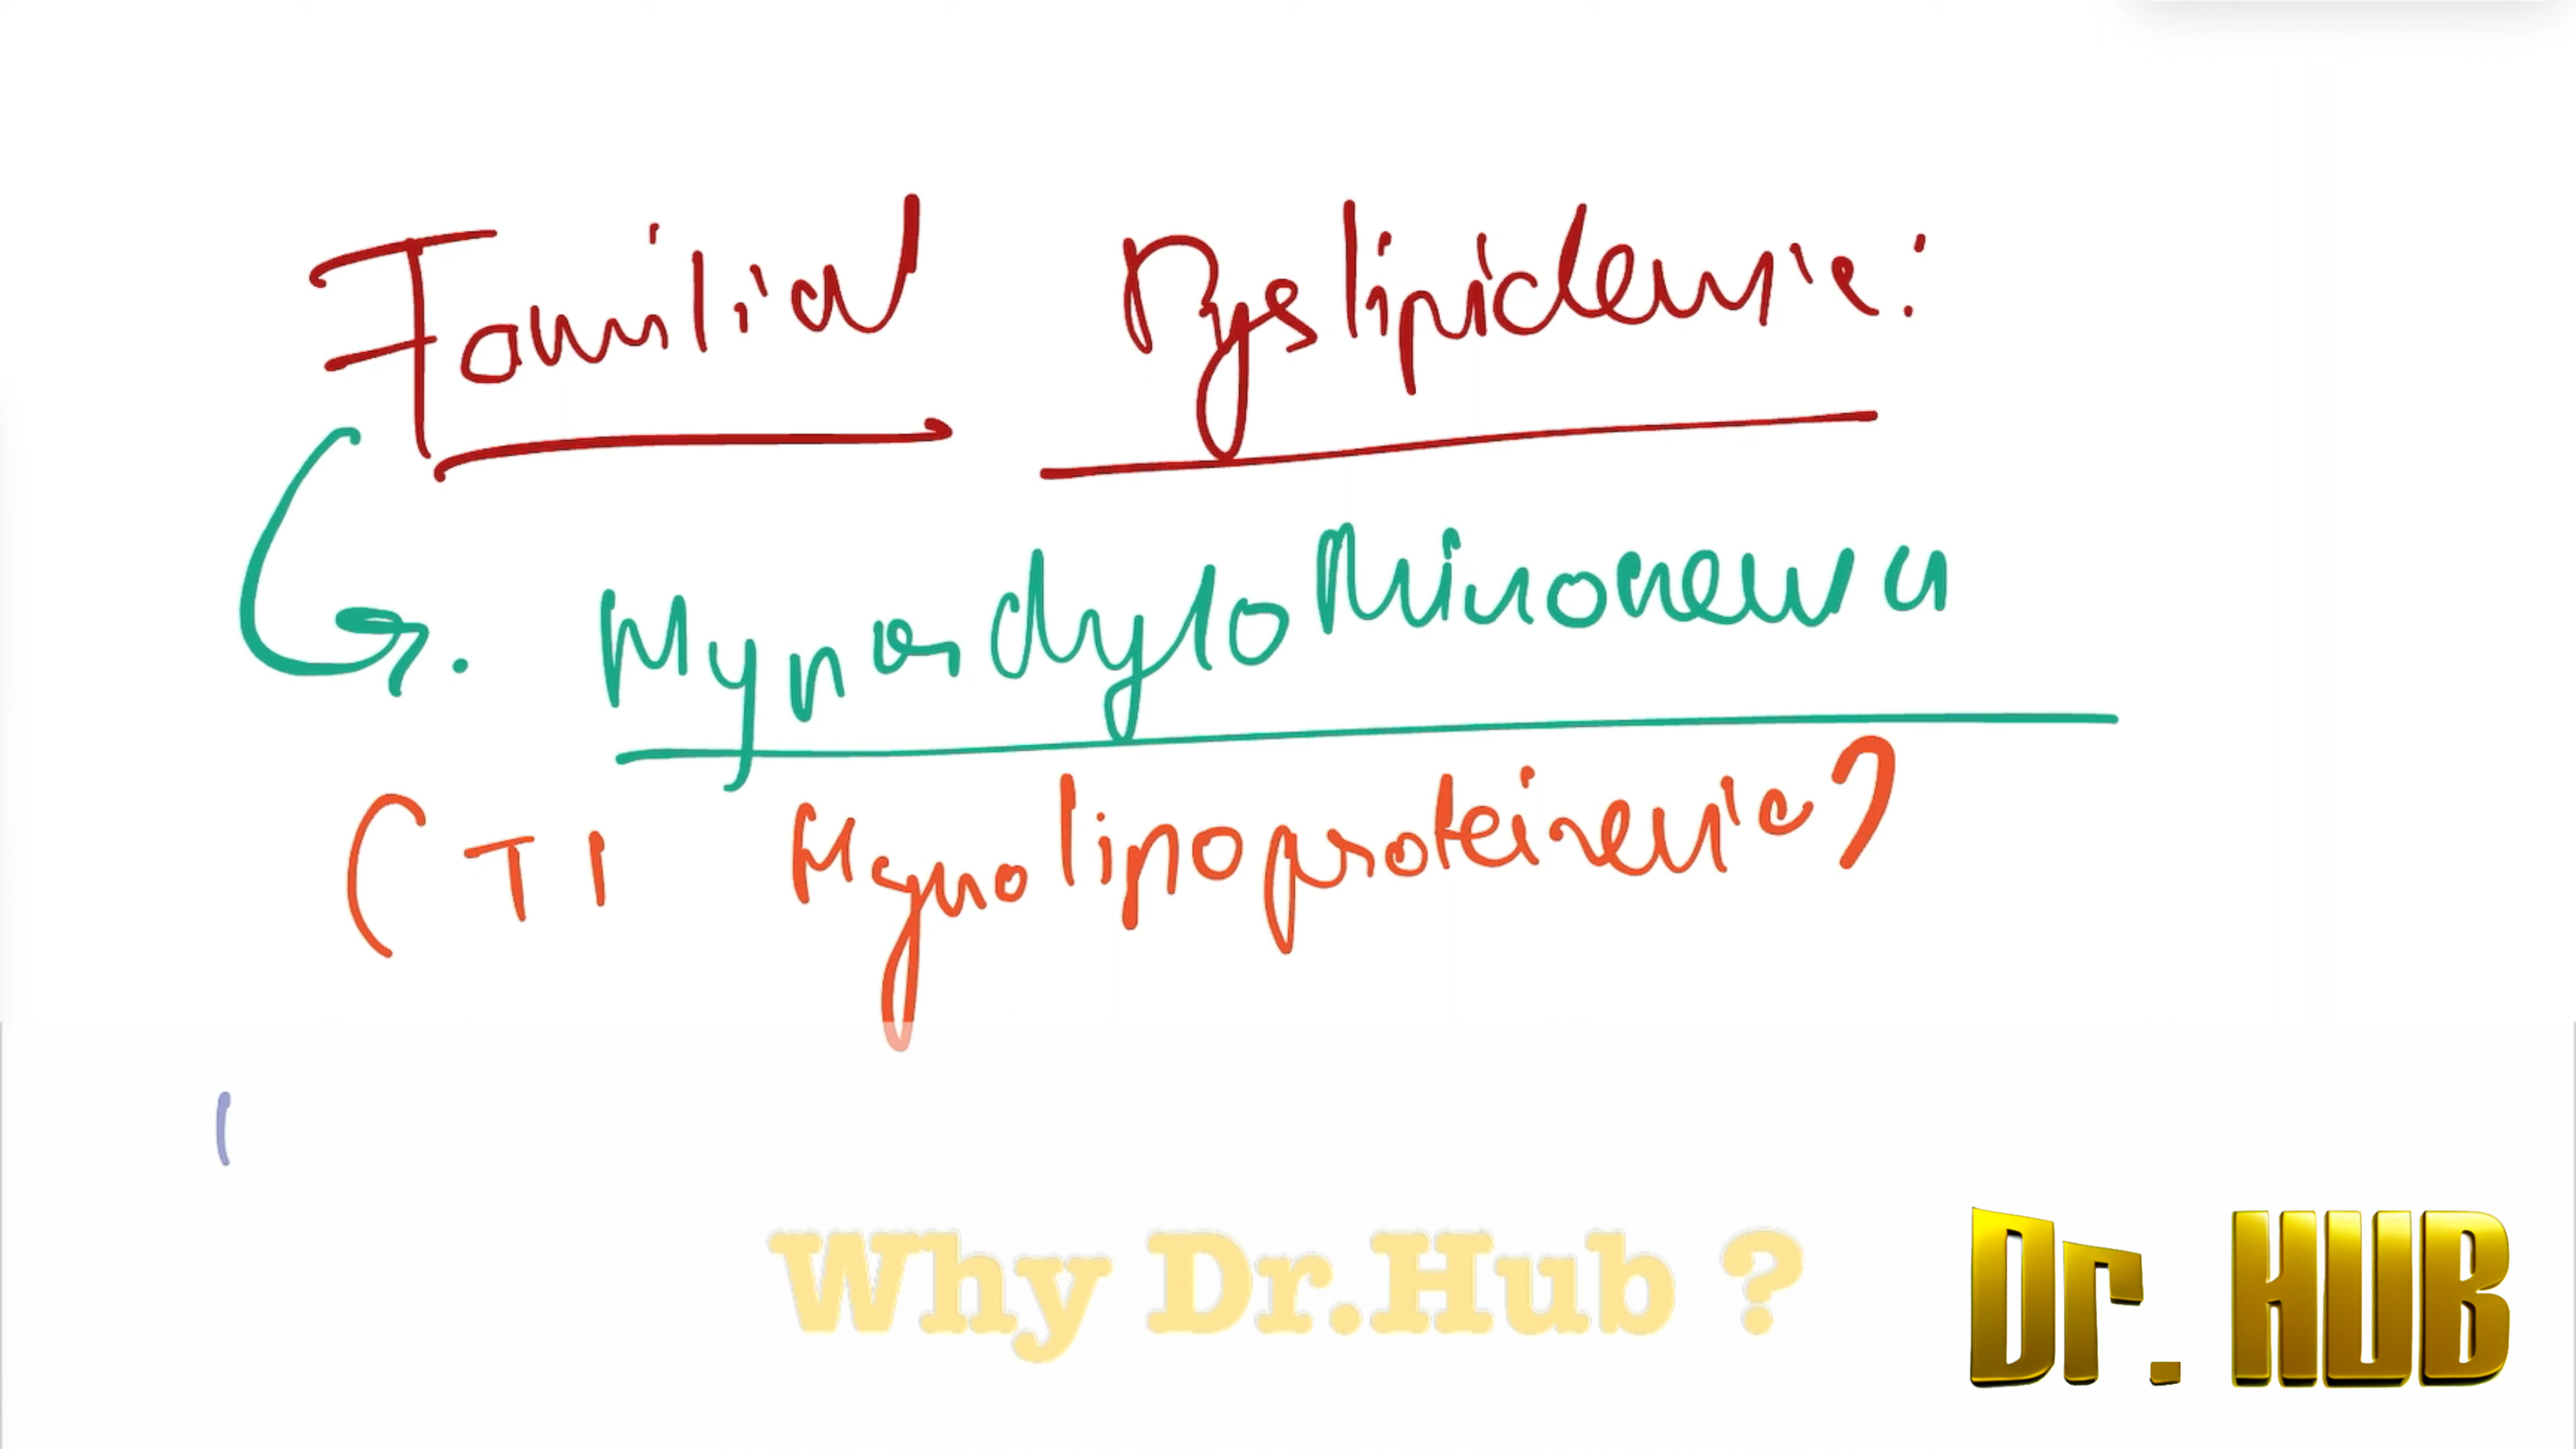 Familial Dyslipidemia:
Hyperchylomicronemia
(T1 Hyperlipoproteinemia)
Why Dr.Hub ?
Dr. HUB